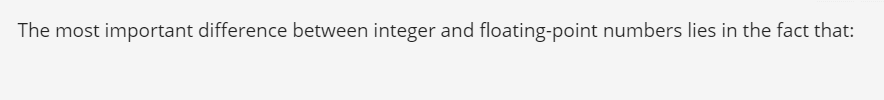 The most important difference between integer and floating-point numbers lies in the fact that: